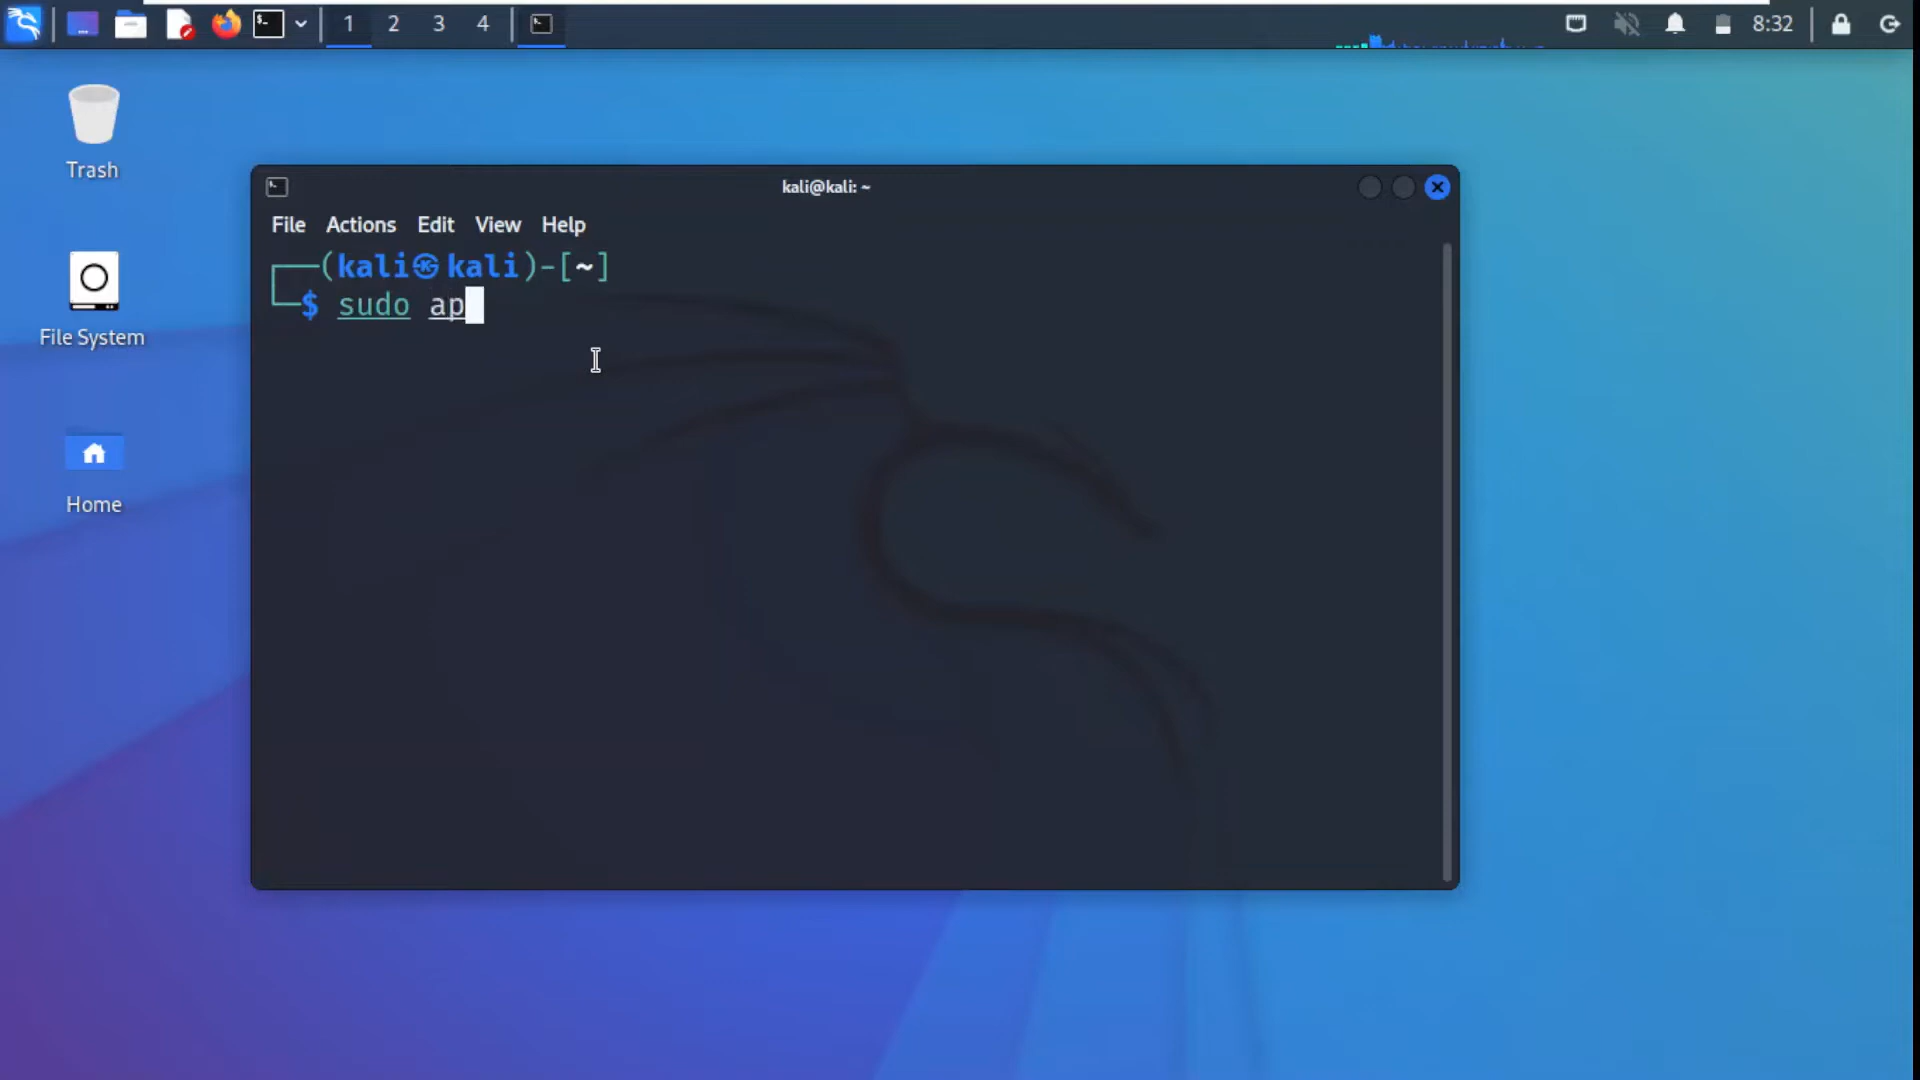 1 2 3 4 8:32
Trash
File System
Home
kali@kali: ~
File Actions Edit View Help
┌──(kali㉿kali)-[~]
└─$ sudo ap